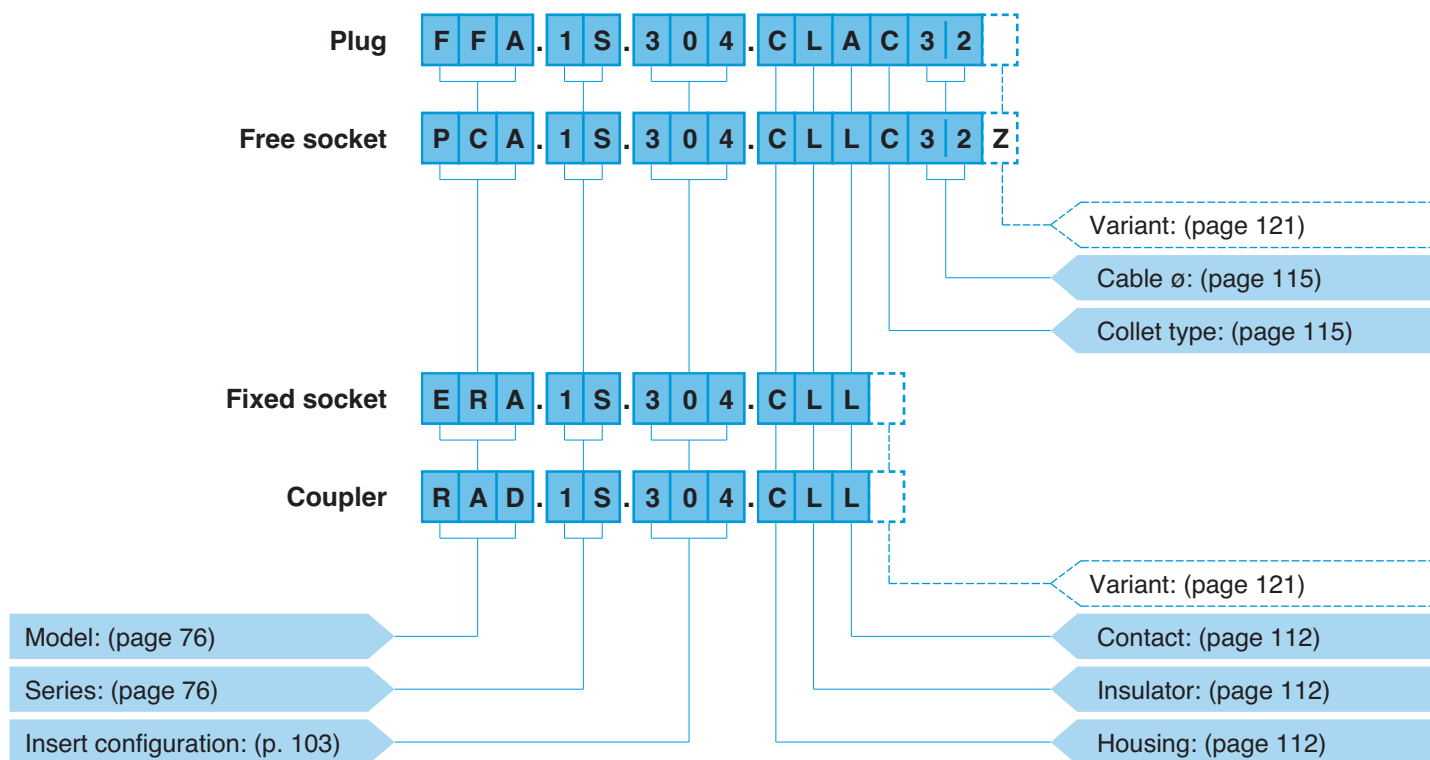 Plug FFA.1S.304.CLAC32
Free socket PCA.1S.304.CLLC32Z
Variant: (page 121)
Cable ø: (page 115)
Collet type: (page 115)
Fixed socket ERA.1S.304.CLL
Coupler RAD.1S.304.CLL
Variant: (page 121)
Model: (page 76) Contact: (page 112)
Series: (page 76) Insulator: (page 112)
Insert configuration: (p. 103) Housing: (page 112)